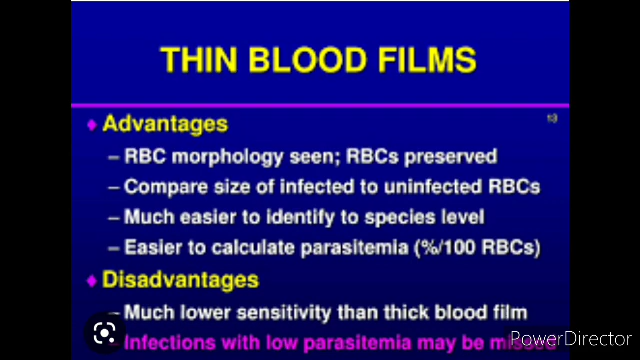 THIN BLOOD FILMS
♦ Advantages
– RBC morphology seen; RBCs preserved
– Compare size of infected to uninfected RBCs
– Much easier to identify to species level
– Easier to calculate parasitemia (%/100 RBCs)
♦ Disadvantages
– Much lower sensitivity than thick blood film
Infections with low parasitemia may be
PowerDirector